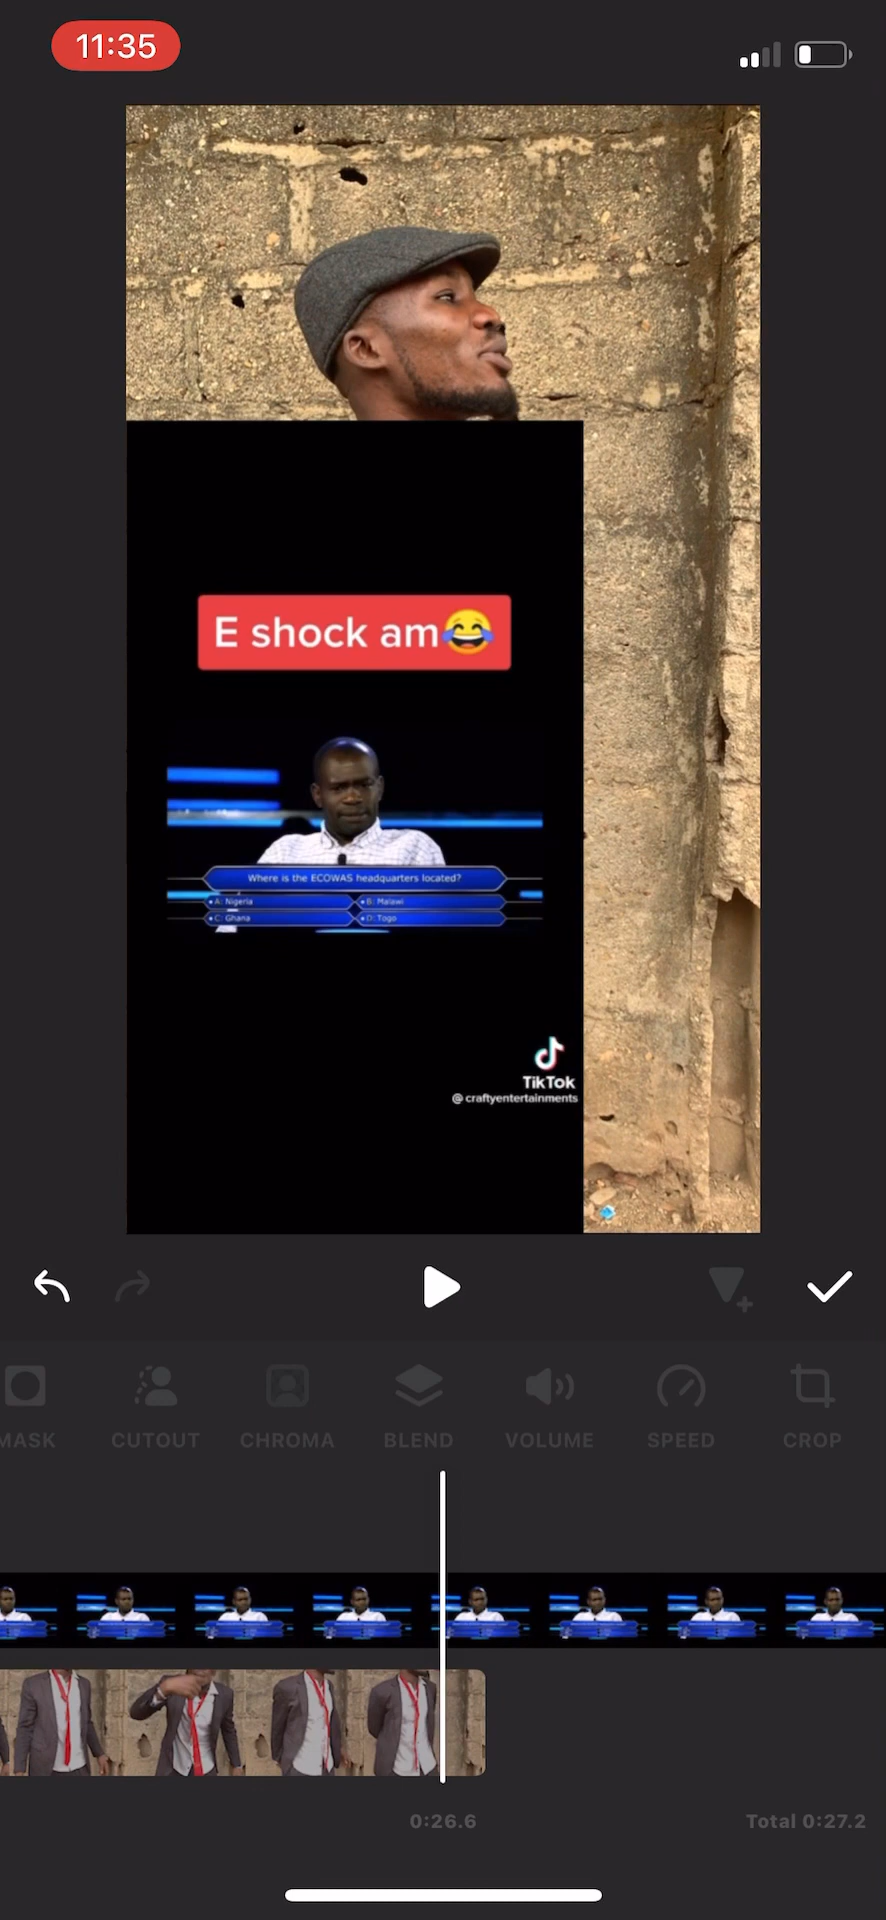 11:35
E shock am😂
Where is the ECOWAS headquarters located?
A: Nigeria
B: Malawi
C: Ghana
D: Togo
TikTok
@craftyentertainments
MASK
CUTOUT
CHROMA
BLEND
VOLUME
SPEED
CROP
0:26.6
Total 0:27.2